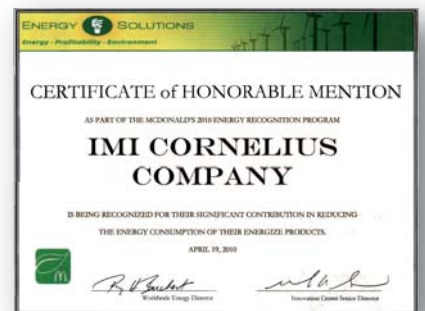 ENERGY SOLUTIONS
Energy - Profitability - Environment
CERTIFICATE of HONORABLE MENTION
AS PART OF THE MCDONALD'S 2010 ENERGY RECOGNITION PROGRAM
IMI CORNELIUS
COMPANY
IS BEING RECOGNIZED FOR THEIR SIGNIFICANT CONTRIBUTION IN REDUCING
THE ENERGY CONSUMPTION OF THEIR ENERGIZE PRODUCTS.
APRIL 19, 2010
Worldwide Energy Director
Innovation Center Senior Director